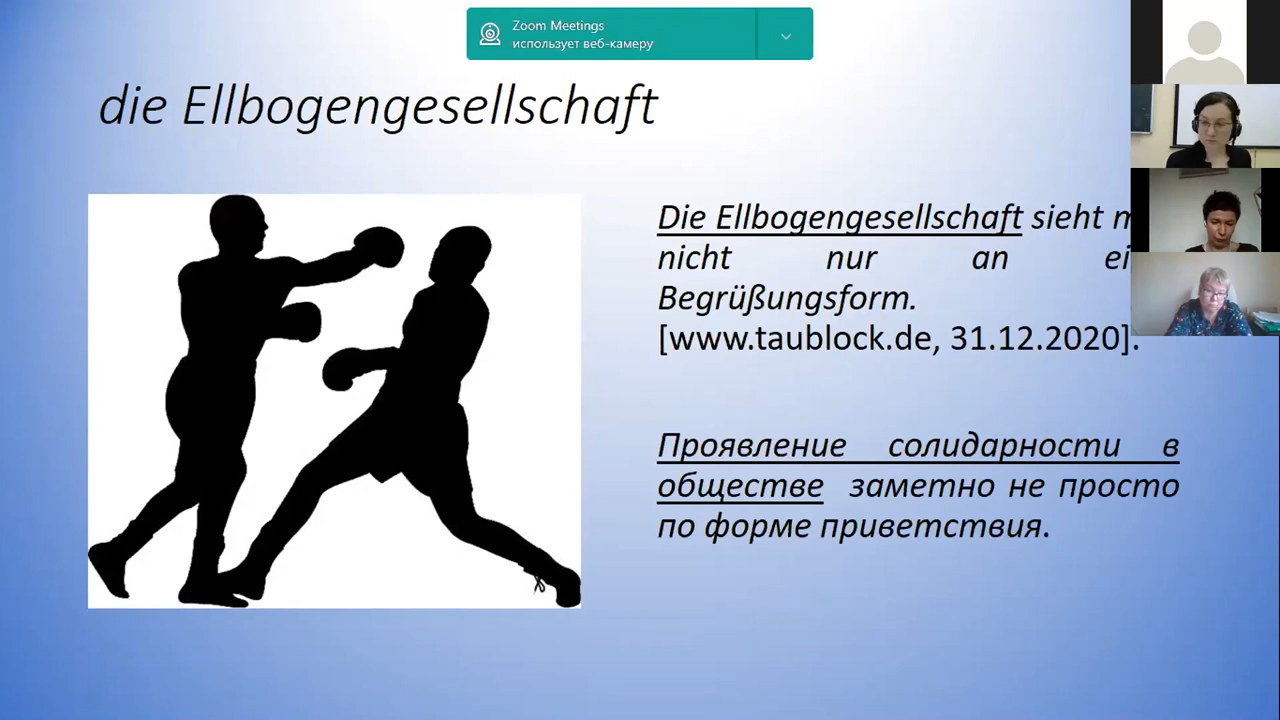 Zoom Meetings
использует веб-камеру
die Ellbogengesellschaft
Die Ellbogengesellschaft sieht
nicht nur an
Begrüßungsform.
[www.taublock.de, 31.12.2020].
Проявление солидарности в
обществе заметно не просто
по форме приветствия.